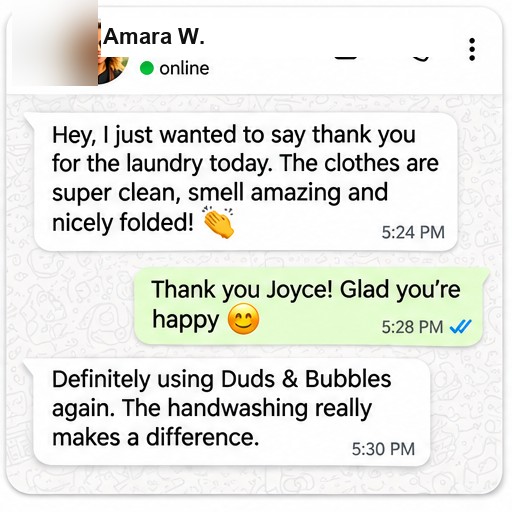 Amara W.
online
Hey, I just wanted to say thank you
for the laundry today. The clothes are
super clean, smell amazing and
nicely folded! 👏
5:24 PM
Thank you Joyce! Glad you’re
happy 😊
5:28 PM
Definitely using Duds & Bubbles
again. The handwashing really
makes a difference.
5:30 PM